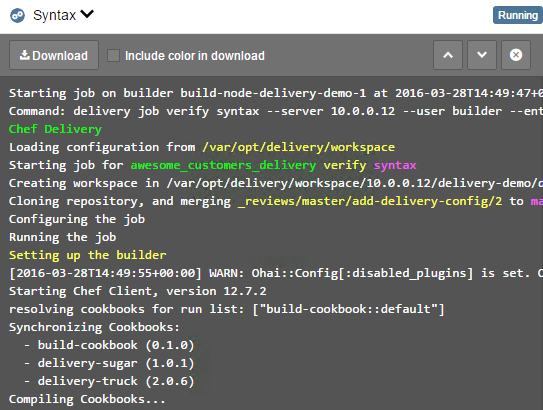 Syntax
Running
Download
Include color in download
Starting job on builder build-node-delivery-demo-1 at 2016-03-28T14:49:47+0
Command: delivery job verify syntax --server 10.0.0.12 --user builder --ent
Chef Delivery
Loading configuration from /var/opt/delivery/workspace
Starting job for awesome_customers_delivery verify syntax
Creating workspace in /var/opt/delivery/workspace/10.0.0.12/delivery-demo/d
Cloning repository, and merging _reviews/master/add-delivery-config/2 to ma
Configuring the job
Running the job
Setting up the builder
[2016-03-28T14:49:55+00:00] WARN: Ohai::Config[:disabled_plugins] is set. O
Starting Chef Client, version 12.7.2
resolving cookbooks for run list: ["build-cookbook::default"]
Synchronizing Cookbooks:
- build-cookbook (0.1.0)
- delivery-sugar (1.0.1)
- delivery-truck (2.0.6)
Compiling Cookbooks...